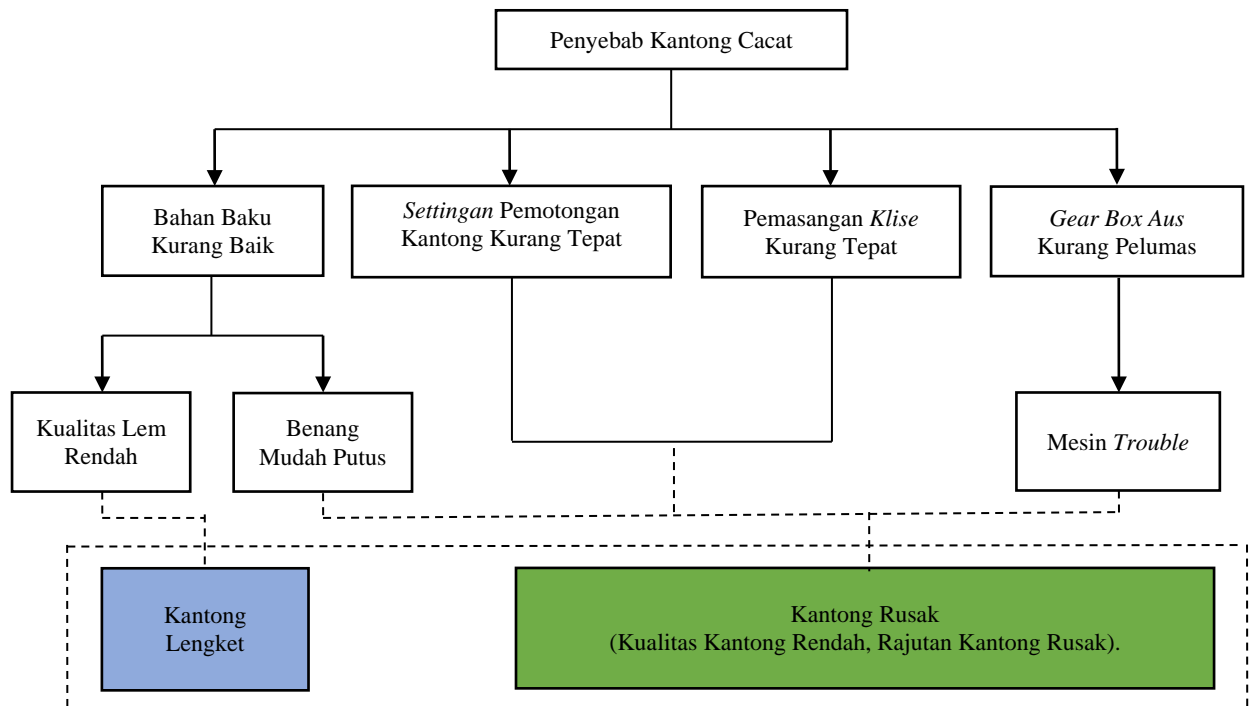 Penyebab Kantong Cacat
Bahan Baku
Kurang Baik
Settingan Pemotongan
Kantong Kurang Tepat
Pemasangan Klise
Kurang Tepat
Gear Box Aus
Kurang Pelumas
Kualitas Lem
Rendah
Benang
Mudah Putus
Mesin Trouble
Kantong
Lengket
Kantong Rusak
(Kualitas Kantong Rendah, Rajutan Kantong Rusak).